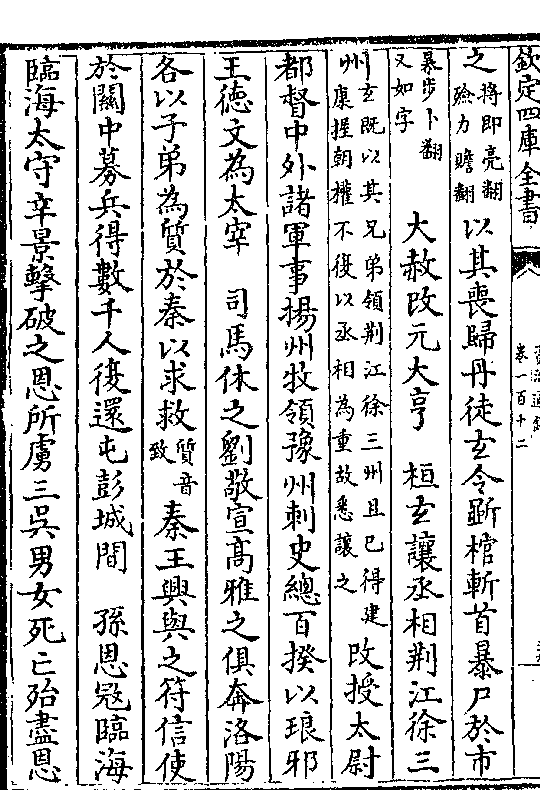 欽定四庫全書
卷一百十二
之將即亮翻殮力贍翻以其喪歸丹徒玄令斵棺斬首暴尸於市
暴步卜翻又如字　大赦改元大亨　桓玄讓丞相荆江徐三
州玄既以其兄弟領荆江徐三州且已得建康握朝權不復以丞相為重故悉讓之改授太尉
都督中外諸軍事揚州牧領豫州刺史總百揆以琅邪
王德文為太宰　司馬休之劉敬宣高雅之俱奔洛陽
各以子弟為質於秦以求救質音致秦王興與之符信使
於關中募兵得數千人復還屯彭城間　孫恩寇臨海
臨海太守辛景擊破之恩所虜三吳男女死亡殆盡恩